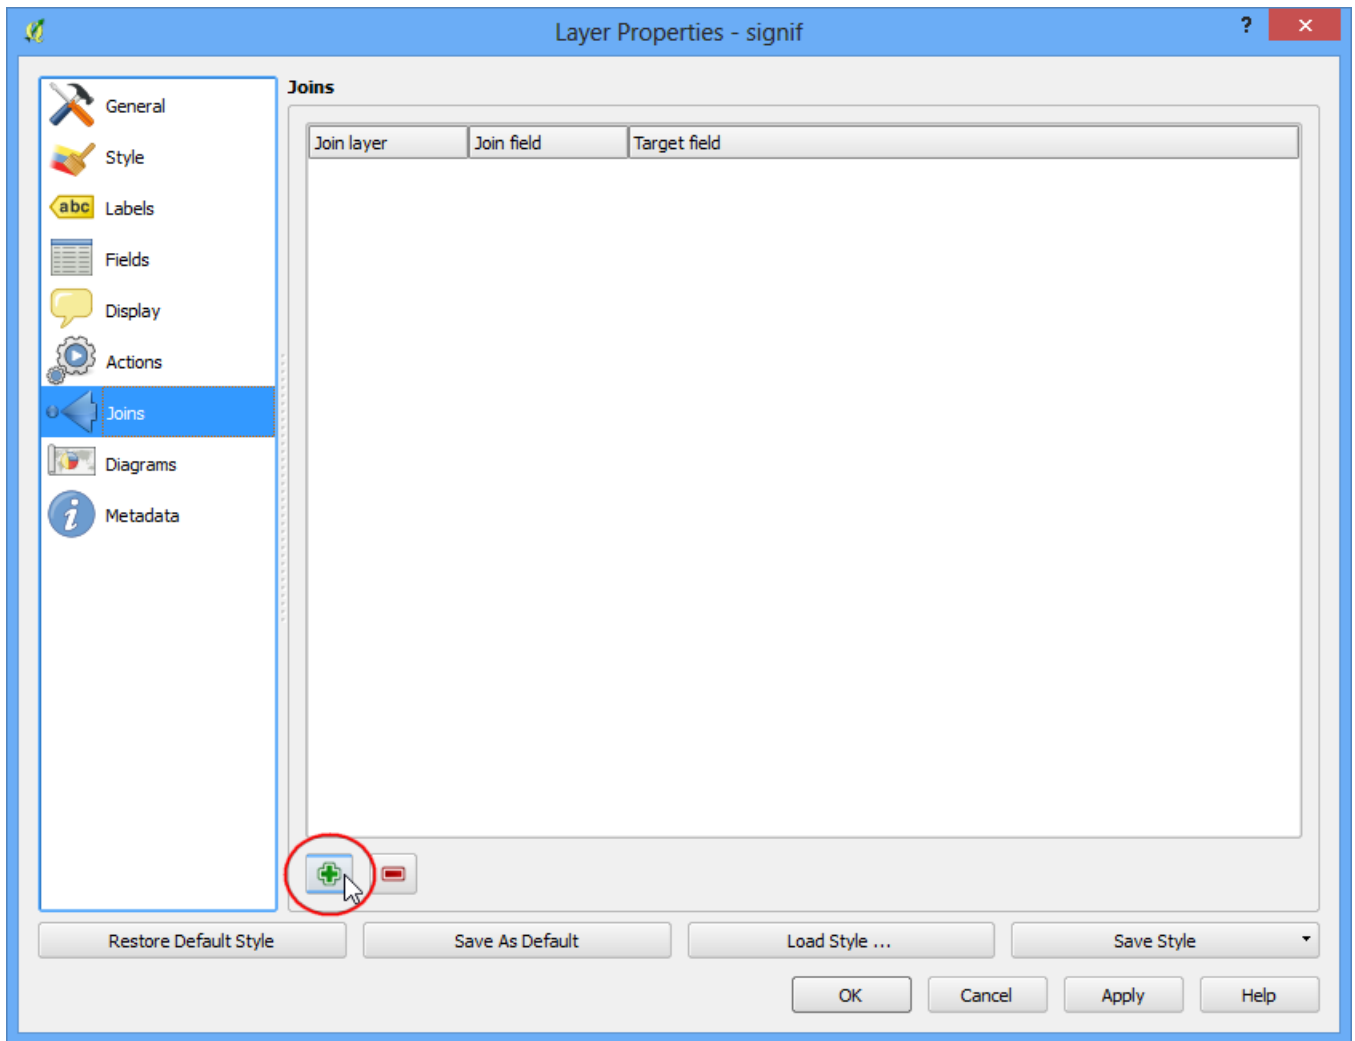 Layer Properties - signif
?
General
Style
abc Labels
Fields
Display
Actions
Joins
Diagrams
i Metadata
Joins
Join layer Join field Target field
Restore Default Style Save As Default Load Style ... Save Style
OK Cancel Apply Help